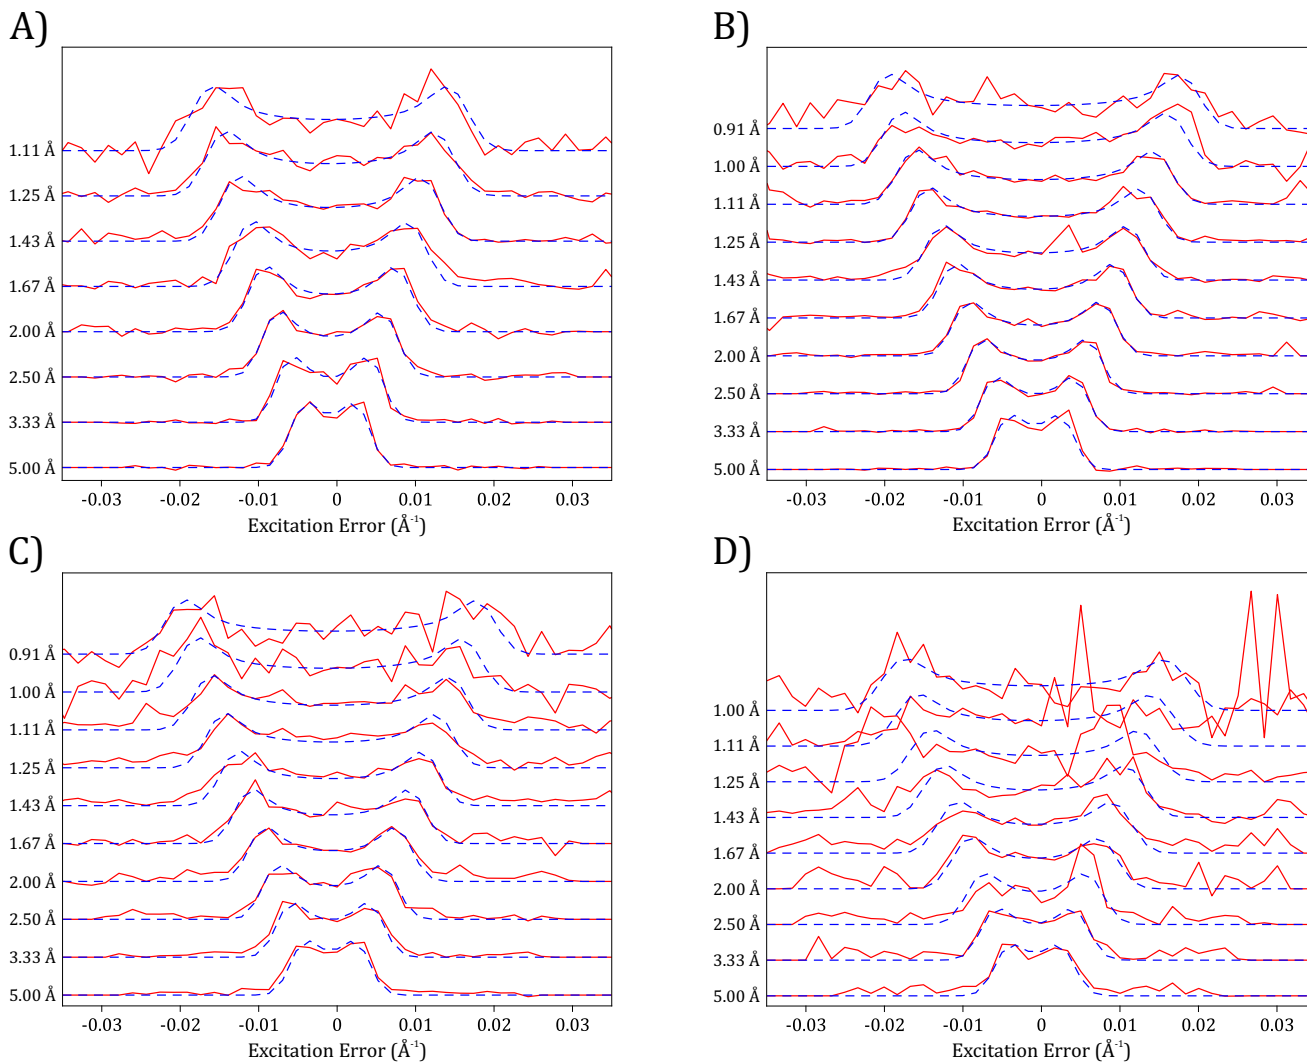 A)
1.11 Å
1.25 Å
1.43 Å
1.67 Å
2.00 Å
2.50 Å
3.33 Å
5.00 Å
-0.03 -0.02 -0.01 0 0.01 0.02 0.03
Excitation Error (Å⁻¹)
B)
0.91 Å
1.00 Å
1.11 Å
1.25 Å
1.43 Å
1.67 Å
2.00 Å
2.50 Å
3.33 Å
5.00 Å
-0.03 -0.02 -0.01 0 0.01 0.02 0.03
Excitation Error (Å⁻¹)
C)
0.91 Å
1.00 Å
1.11 Å
1.25 Å
1.43 Å
1.67 Å
2.00 Å
2.50 Å
3.33 Å
5.00 Å
-0.03 -0.02 -0.01 0 0.01 0.02 0.03
Excitation Error (Å⁻¹)
D)
1.00 Å
1.11 Å
1.25 Å
1.43 Å
1.67 Å
2.00 Å
2.50 Å
3.33 Å
5.00 Å
-0.03 -0.02 -0.01 0 0.01 0.02 0.03
Excitation Error (Å⁻¹)